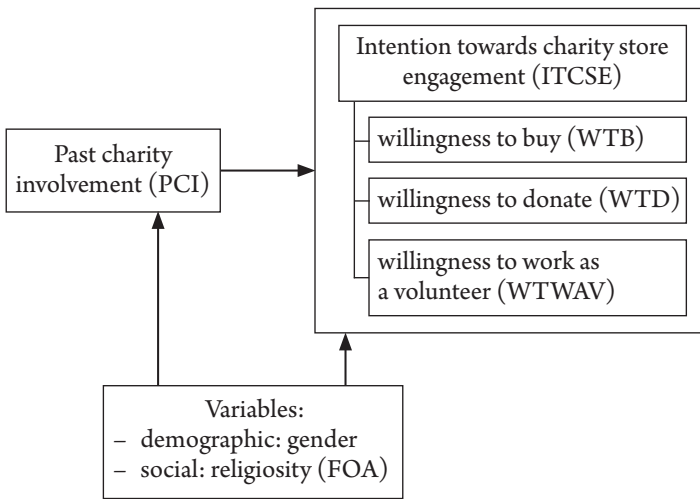 Intention towards charity store
engagement (ITCSE)
willingness to buy (WTB)
Past charity
involvement (PCI)
willingness to donate (WTD)
willingness to work as
a volunteer (WTWAV)
Variables:
– demographic: gender
– social: religiosity (FOA)